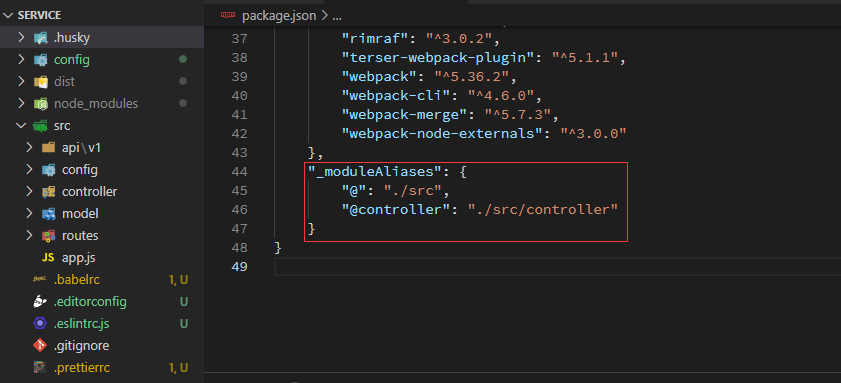 SERVICE
.husky
config
dist
node_modules
src
api\v1
config
controller
model
routes
JS app.js
.babelrc 1, U
.editorconfig U
.eslintrc.js U
.gitignore
.prettierrc 1, U
package.json > ...
37 "rimraf": "^3.0.2",
38 "terser-webpack-plugin": "^5.1.1",
39 "webpack": "^5.36.2",
40 "webpack-cli": "^4.6.0",
41 "webpack-merge": "^5.7.3",
42 "webpack-node-externals": "^3.0.0"
43 },
44 "_moduleAliases": {
45 "@": "./src",
46 "@controller": "./src/controller"
47 }
48 }
49